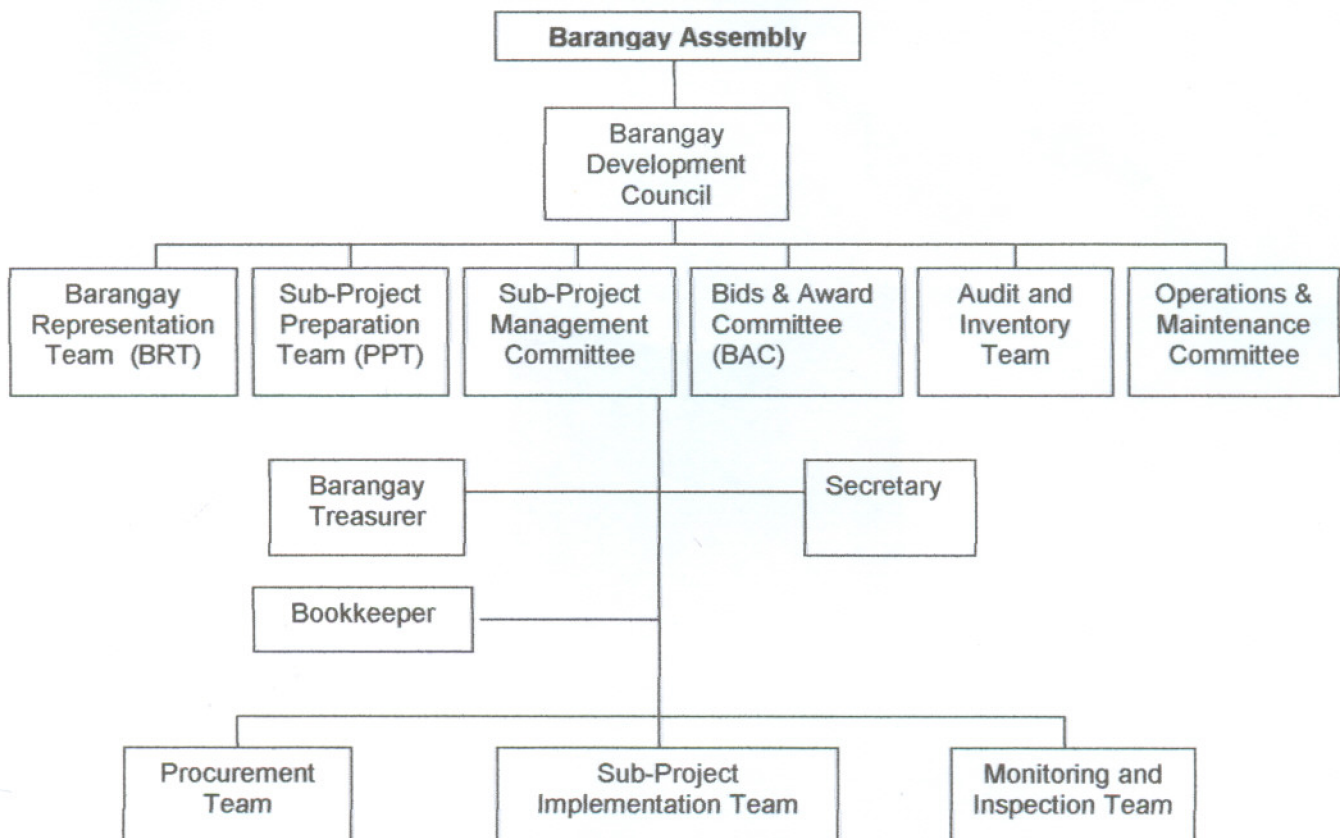 Barangay Assembly
Barangay
Development
Council
Barangay
Representation
Team (BRT)
Sub-Project
Preparation
Team (PPT)
Sub-Project
Management
Committee
Bids & Award
Committee
(BAC)
Audit and
Inventory
Team
Operations &
Maintenance
Committee
Barangay
Treasurer
Secretary
Bookkeeper
Procurement
Team
Sub-Project
Implementation Team
Monitoring and
Inspection Team